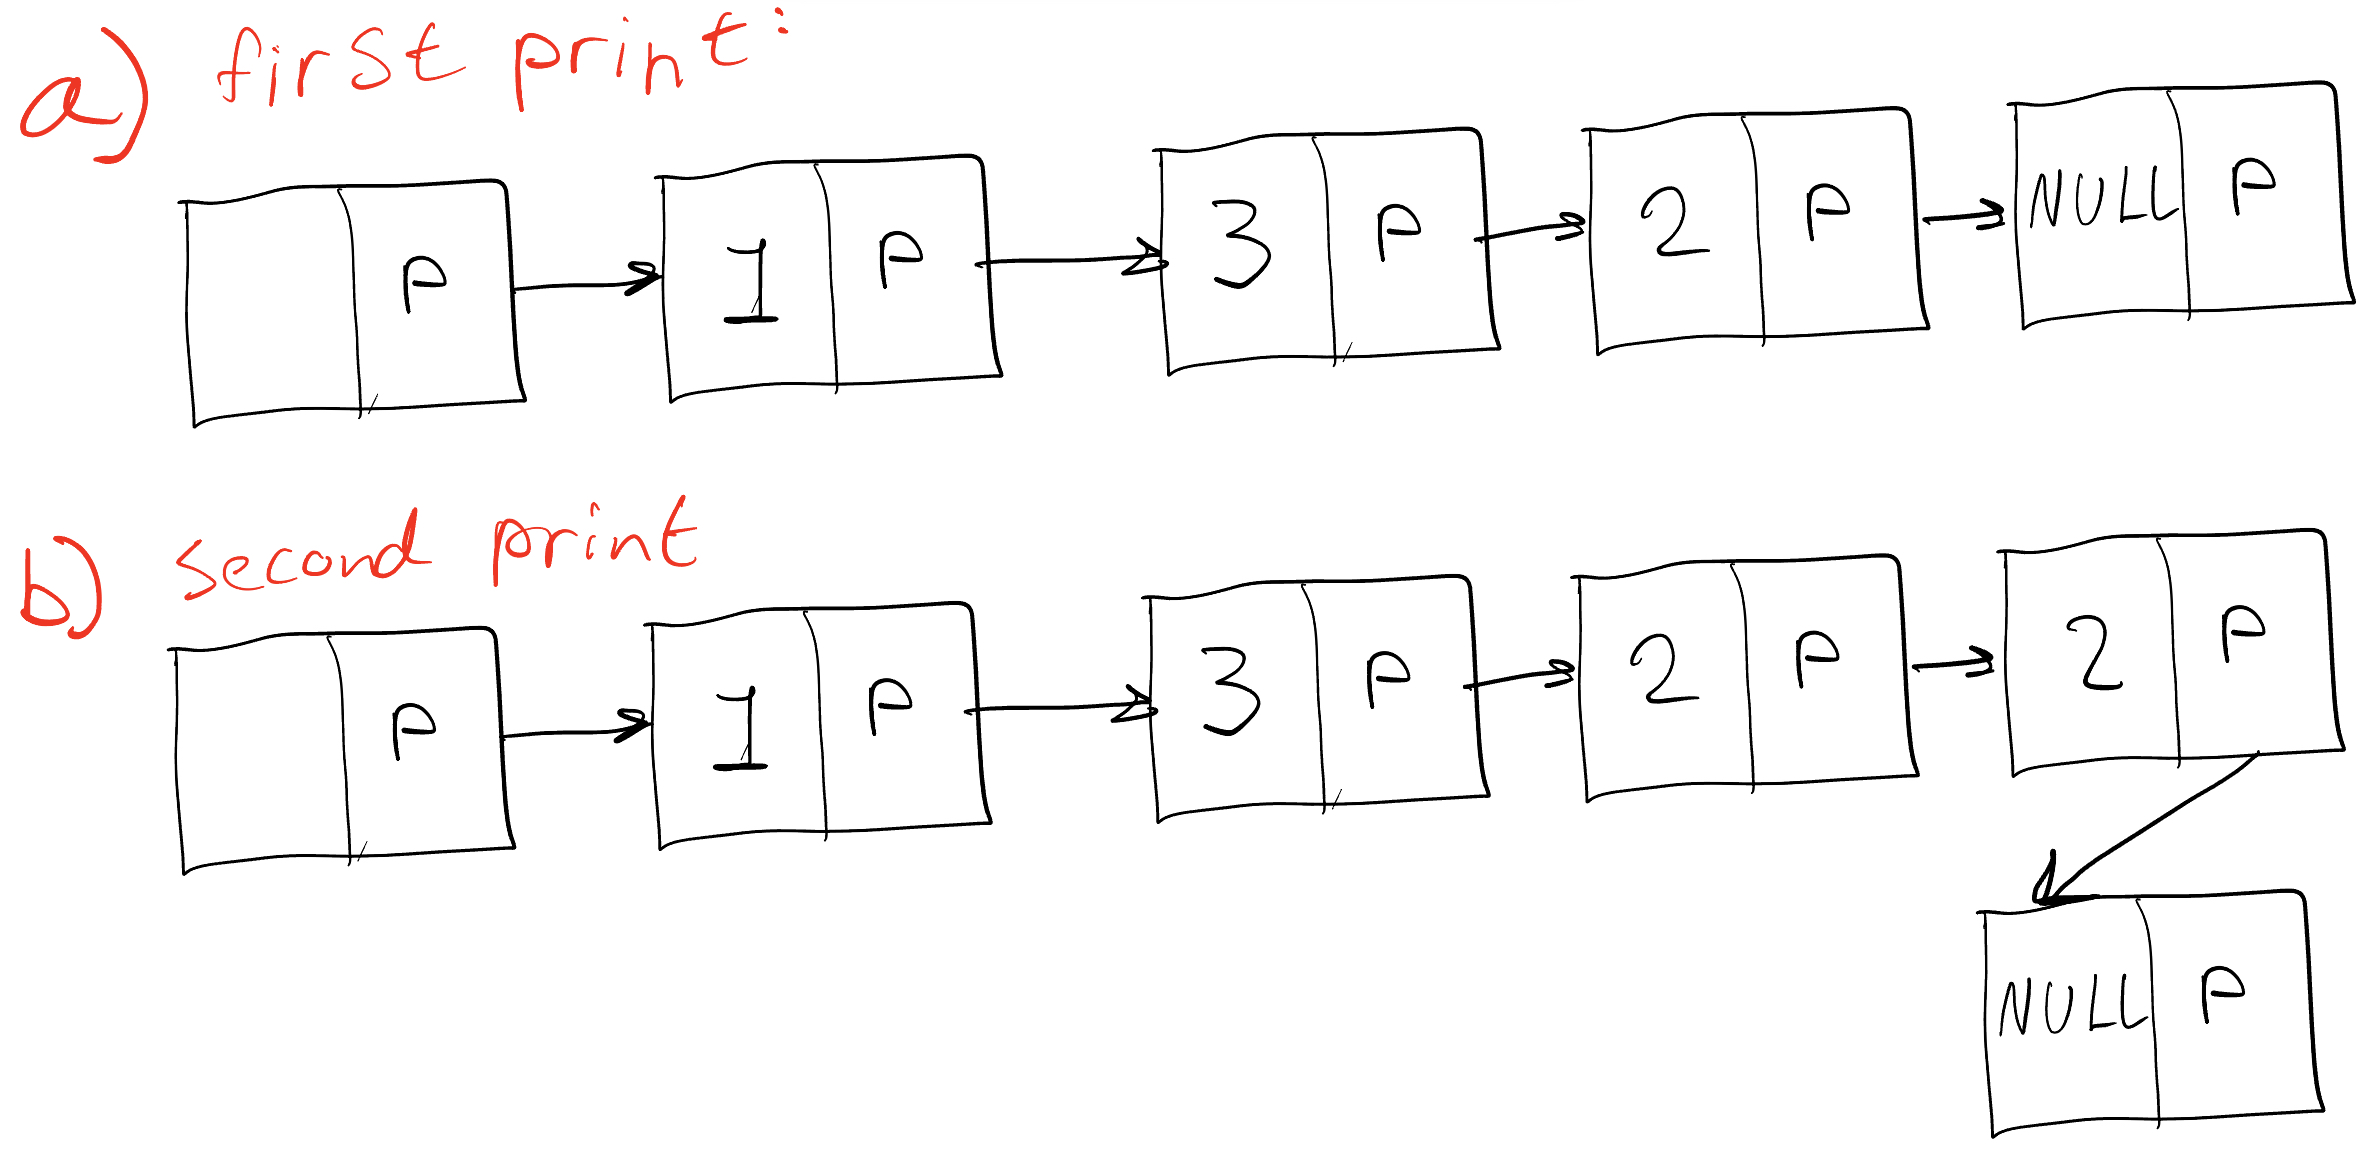 a) first print:
P 1 P 3 P 2 P NULL P
b) second print
P 1 P 3 P 2 P 2 P
NULL P